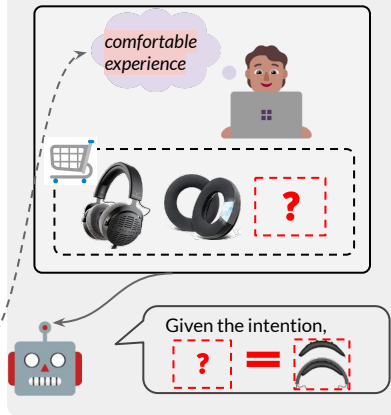 comfortable
experience
?
Given the intention,
? =